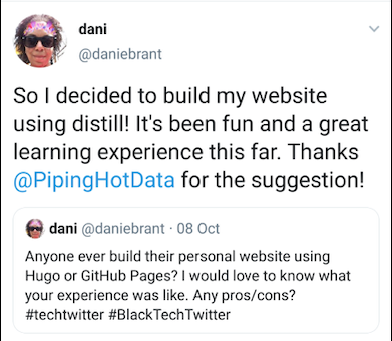 dani
@daniebrant
So I decided to build my website
using distill! It's been fun and a great
learning experience this far. Thanks
@PipingHotData for the suggestion!
dani @daniebrant · 08 Oct
Anyone ever build their personal website using
Hugo or GitHub Pages? I would love to know what
your experience was like. Any pros/cons?
#techtwitter #BlackTechTwitter